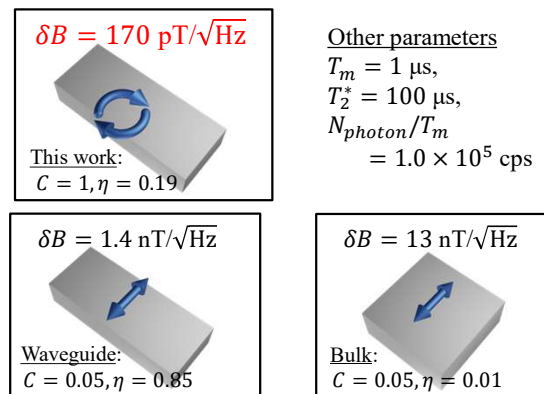 δB = 170 pT/√Hz
This work:
C = 1, η = 0.19
Other parameters
T_m = 1 μs,
T_2^* = 100 μs,
N_photon/T_m
= 1.0 × 10^5 cps
δB = 1.4 nT/√Hz
Waveguide:
C = 0.05, η = 0.85
δB = 13 nT/√Hz
Bulk:
C = 0.05, η = 0.01